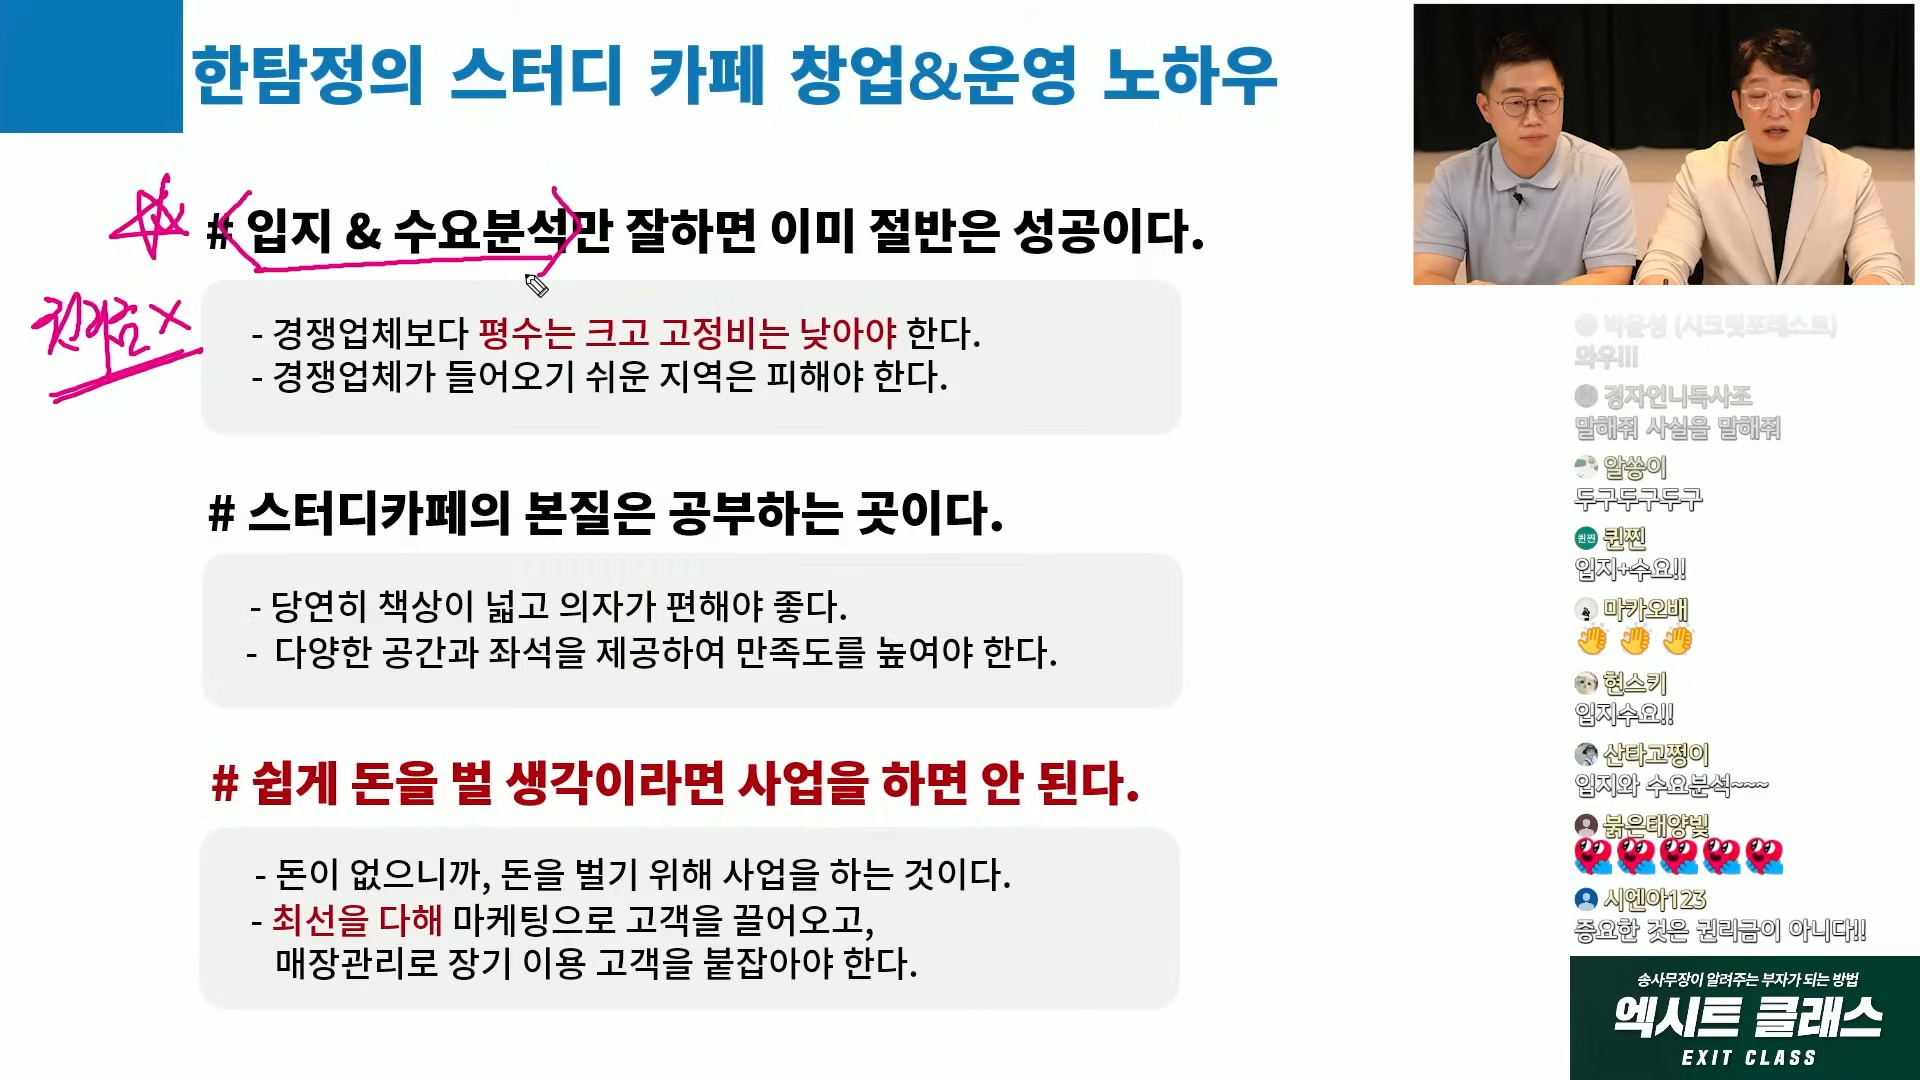 한탐정의 스터디 카페 창업&운영 노하우
# 입지 & 수요분석만 잘하면 이미 절반은 성공이다.
권리금 X
- 경쟁업체보다 평수는 크고 고정비는 낮아야 한다.
- 경쟁업체가 들어오기 쉬운 지역은 피해야 한다.
# 스터디카페의 본질은 공부하는 곳이다.
- 당연히 책상이 넓고 의자가 편해야 좋다.
- 다양한 공간과 좌석을 제공하여 만족도를 높여야 한다.
# 쉽게 돈을 벌 생각이라면 사업을 하면 안 된다.
- 돈이 없으니까, 돈을 벌기 위해 사업을 하는 것이다.
- 최선을 다해 마케팅으로 고객을 끌어오고,
매장관리로 장기 이용 고객을 붙잡아야 한다.
박윤성 (시크릿포레스트)
와우!!!
경자인니독사조
말해줘 사실을 말해줘
알쏭이
두구두구두구
퀸찐 퀸찐
입지+수요!!
마카오배
현스키
입지수요!!
산타고쩡이
입지와 수요분석~~~
붉은태양빛
시엔아123
중요한 것은 권리금이 아니다!!
송사무장이 알려주는 부자가 되는 방법
엑시트 클래스
EXIT CLASS